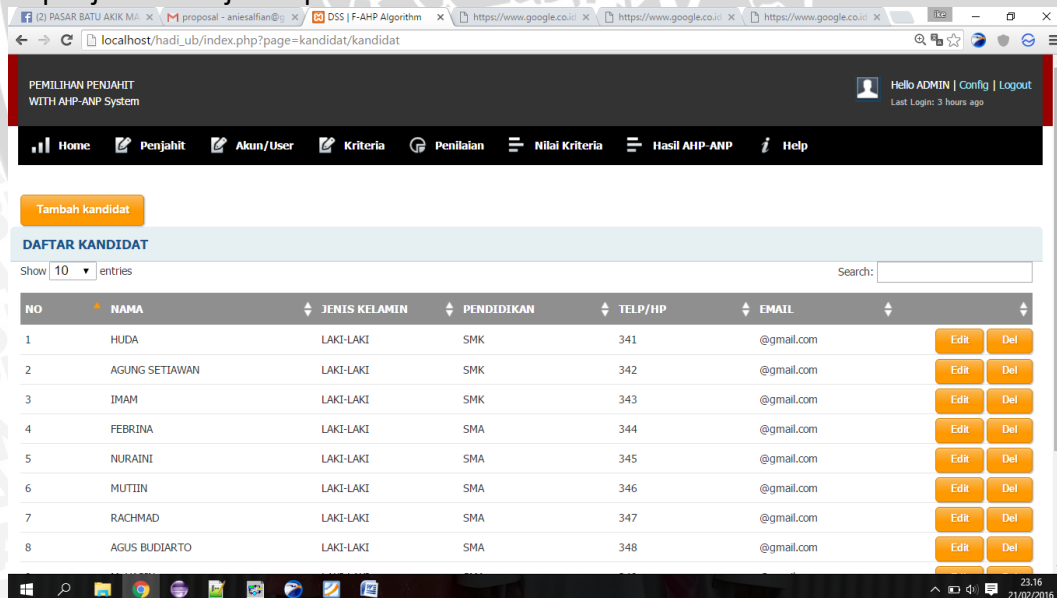 (2) PASAR BATU AKIK MA
proposal - aniesalfian@g
DSS | F-AHP Algorithm
https://www.google.co.id
https://www.google.co.id
https://www.google.co.id
ike
localhost/hadi_ub/index.php?page=kandidat/kandidat
PEMILIHAN PENJAHIT
WITH AHP-ANP System
Hello ADMIN | Config | Logout
Last Login: 3 hours ago
Home Penjahit Akun/User Kriteria Penilaian Nilai Kriteria Hasil AHP-ANP Help
Tambah kandidat
DAFTAR KANDIDAT
Show 10 entries Search:
NO NAMA JENIS KELAMIN PENDIDIKAN TELP/HP EMAIL
1 HUDA LAKI-LAKI SMK 341 @gmail.com Edit Del
2 AGUNG SETIAWAN LAKI-LAKI SMK 342 @gmail.com Edit Del
3 IMAM LAKI-LAKI SMK 343 @gmail.com Edit Del
4 FEBRINA LAKI-LAKI SMA 344 @gmail.com Edit Del
5 NURAINI LAKI-LAKI SMA 345 @gmail.com Edit Del
6 MUTIIN LAKI-LAKI SMA 346 @gmail.com Edit Del
7 RACHMAD LAKI-LAKI SMA 347 @gmail.com Edit Del
8 AGUS BUDIARTO LAKI-LAKI SMA 348 @gmail.com Edit Del
23.16
21/02/2016